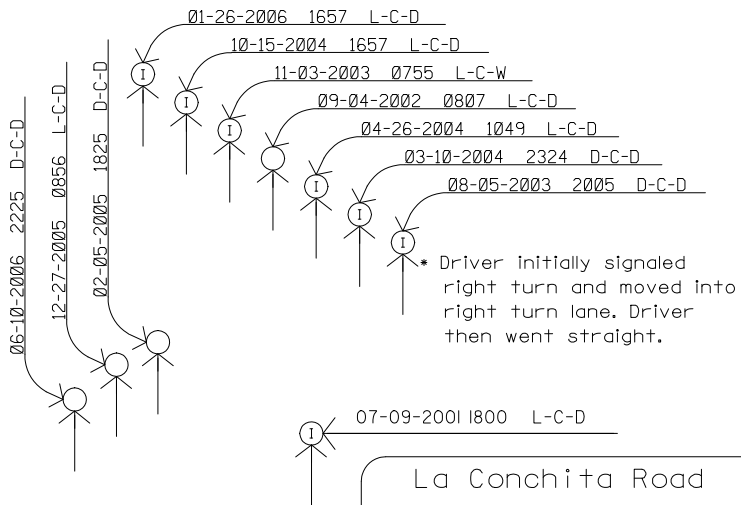 01-26-2006 1657 L-C-D
I
10-15-2004 1657 L-C-D
I
11-03-2003 0755 L-C-W
I
09-04-2002 0807 L-C-D
04-26-2004 1049 L-C-D
I
03-10-2004 2324 D-C-D
I
08-05-2003 2005 D-C-D
I
06-10-2006 2225 D-C-D
12-27-2005 0856 L-C-D
02-05-2005 1825 D-C-D
* Driver initially signaled
right turn and moved into
right turn lane. Driver
then went straight.
I
07-09-2001 1800 L-C-D
La Conchita Road